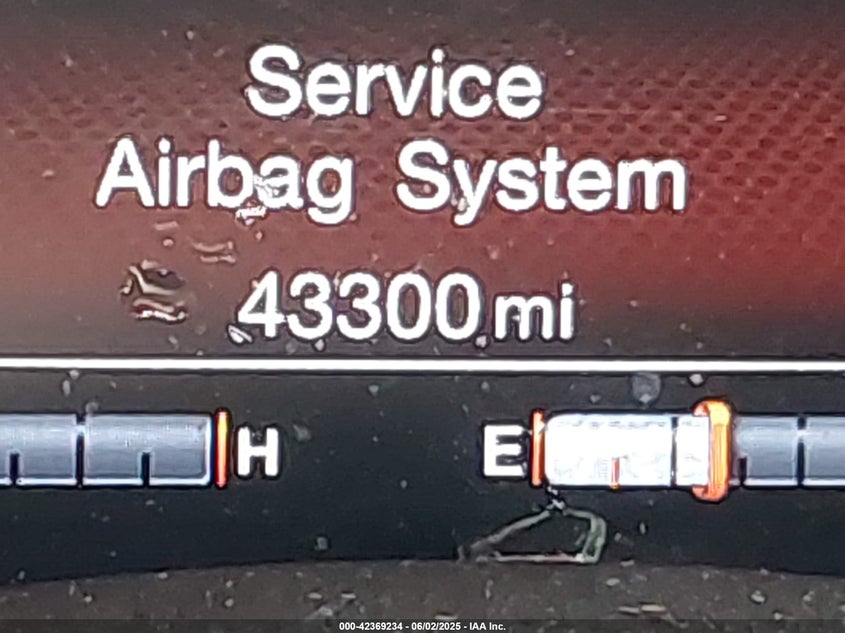 Service
Airbag System
43300 mi
H E
000-42369234 - 06/02/2025 - IAA Inc.